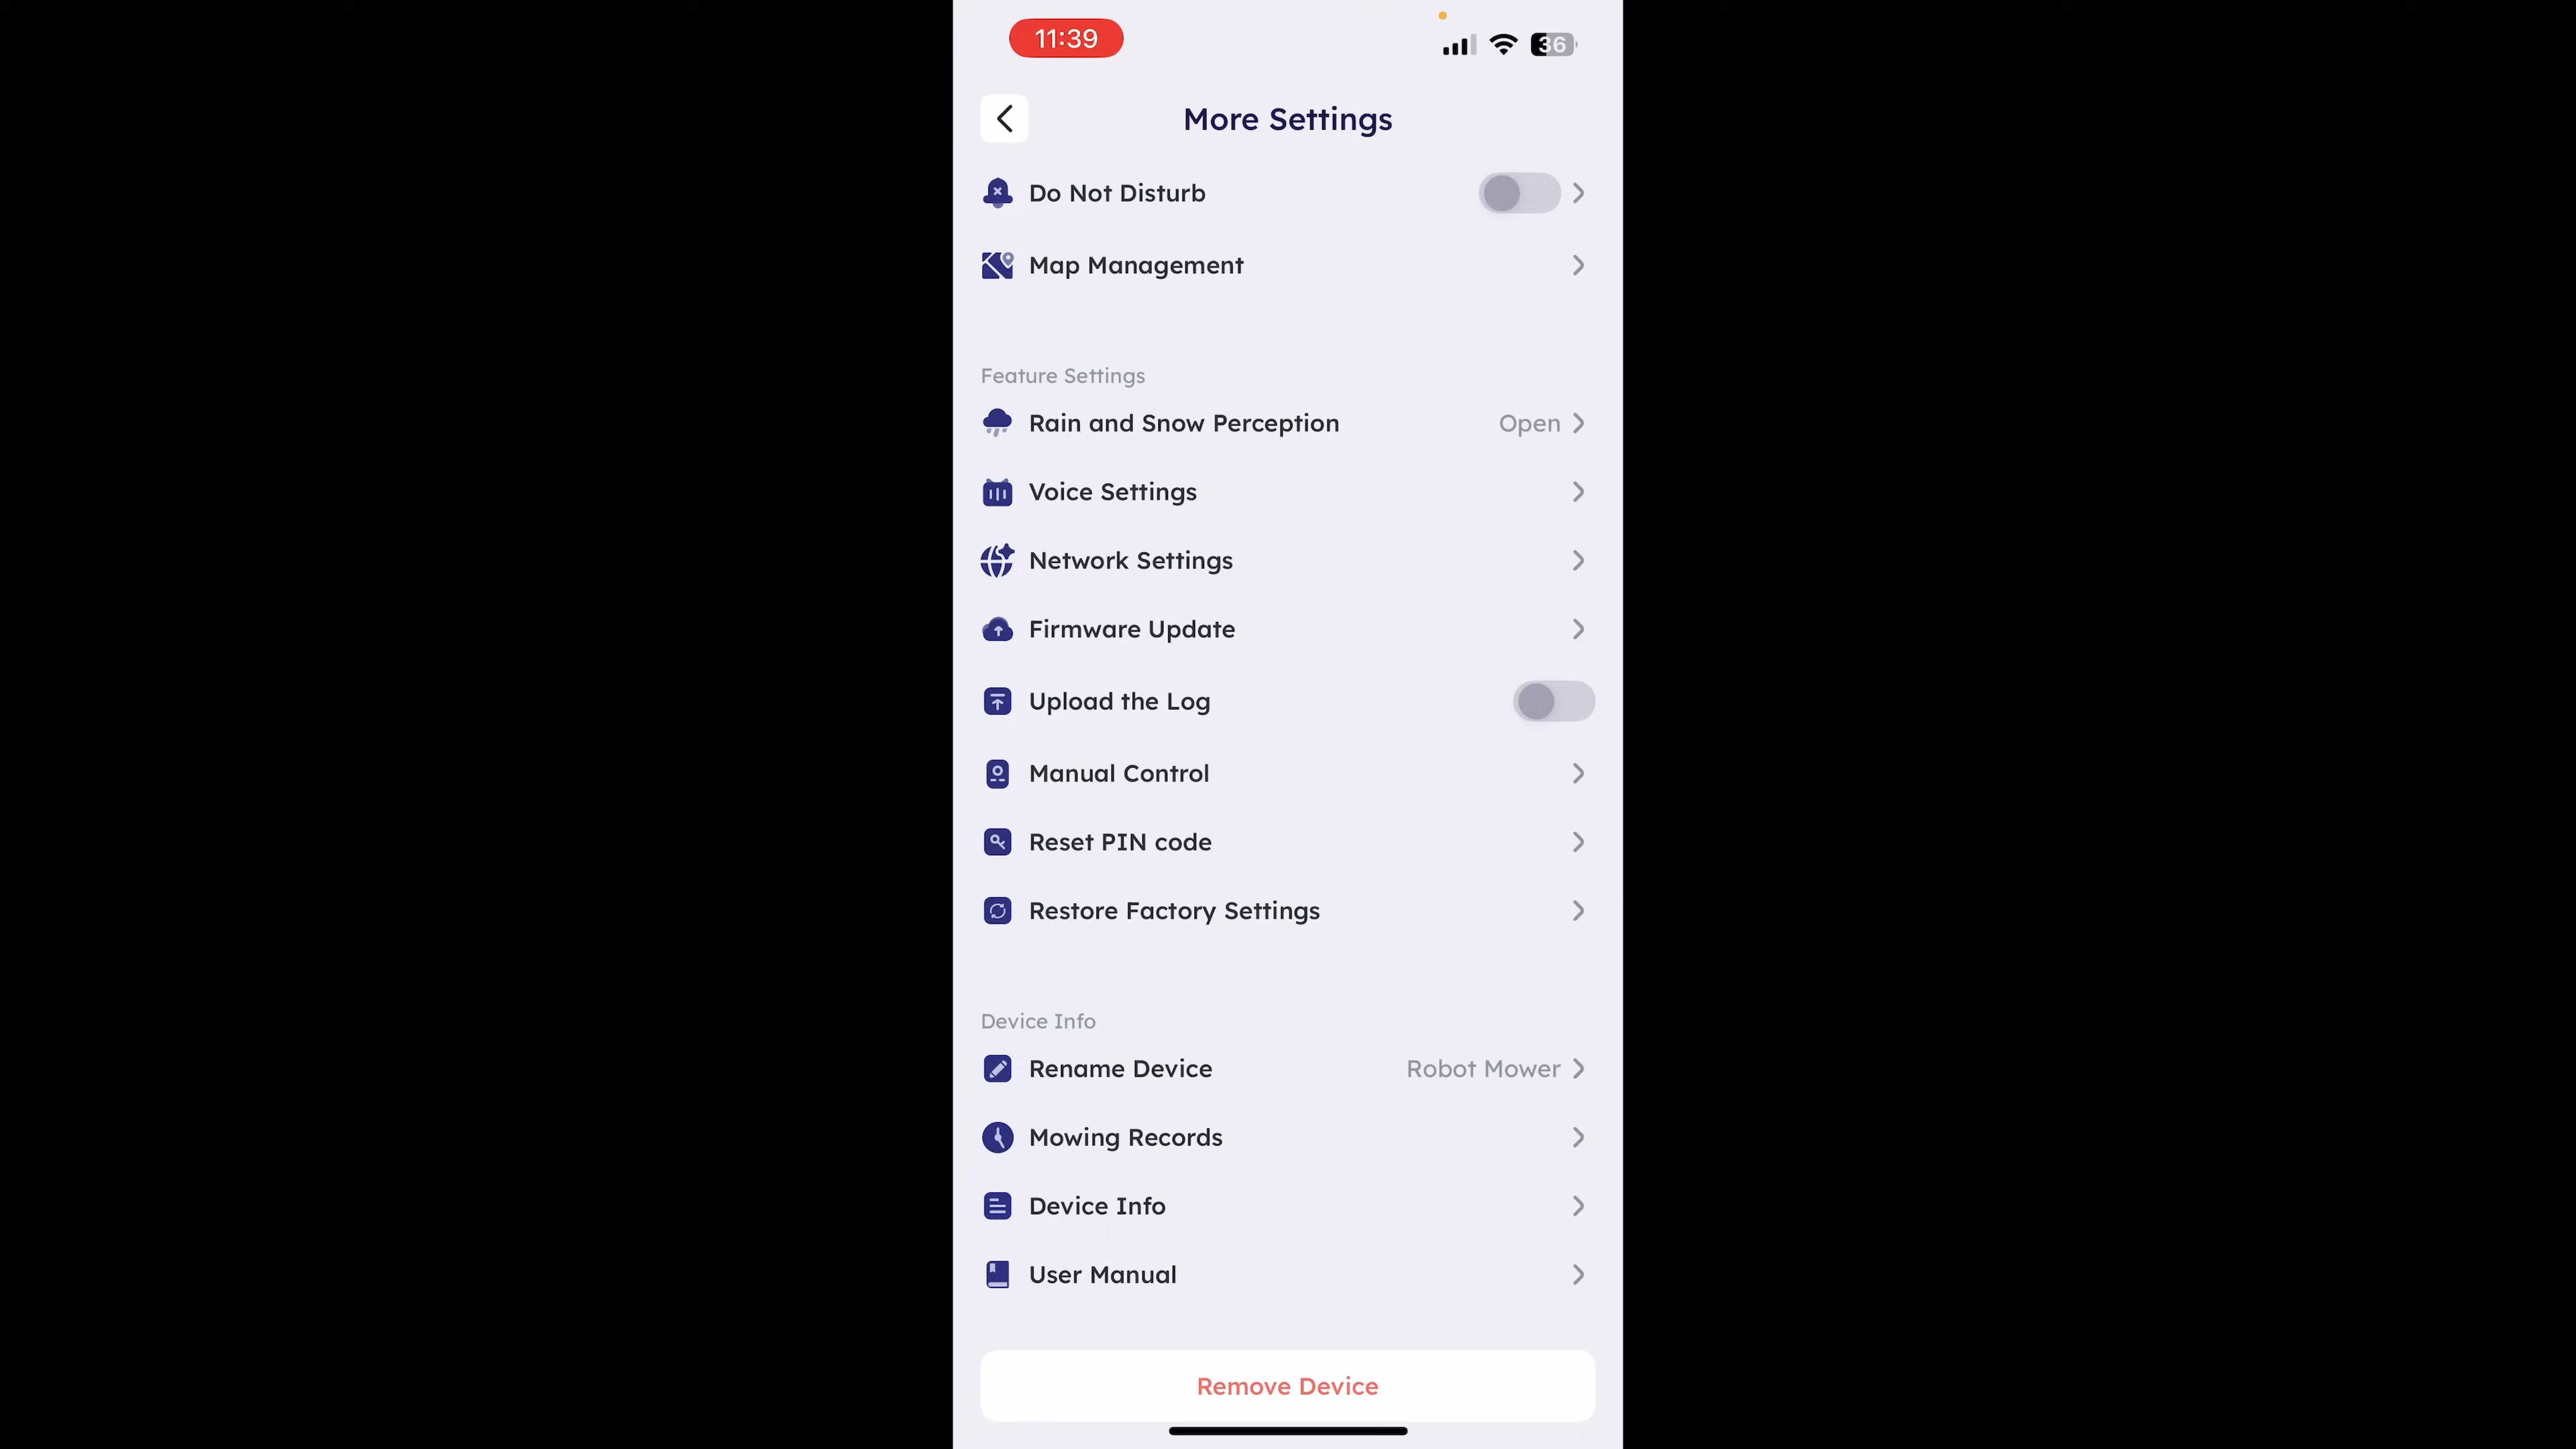 11:39
36
More Settings
Do Not Disturb
Map Management
Feature Settings
Rain and Snow Perception Open
Voice Settings
Network Settings
Firmware Update
Upload the Log
Manual Control
Reset PIN code
Restore Factory Settings
Device Info
Rename Device Robot Mower
Mowing Records
Device Info
User Manual
Remove Device